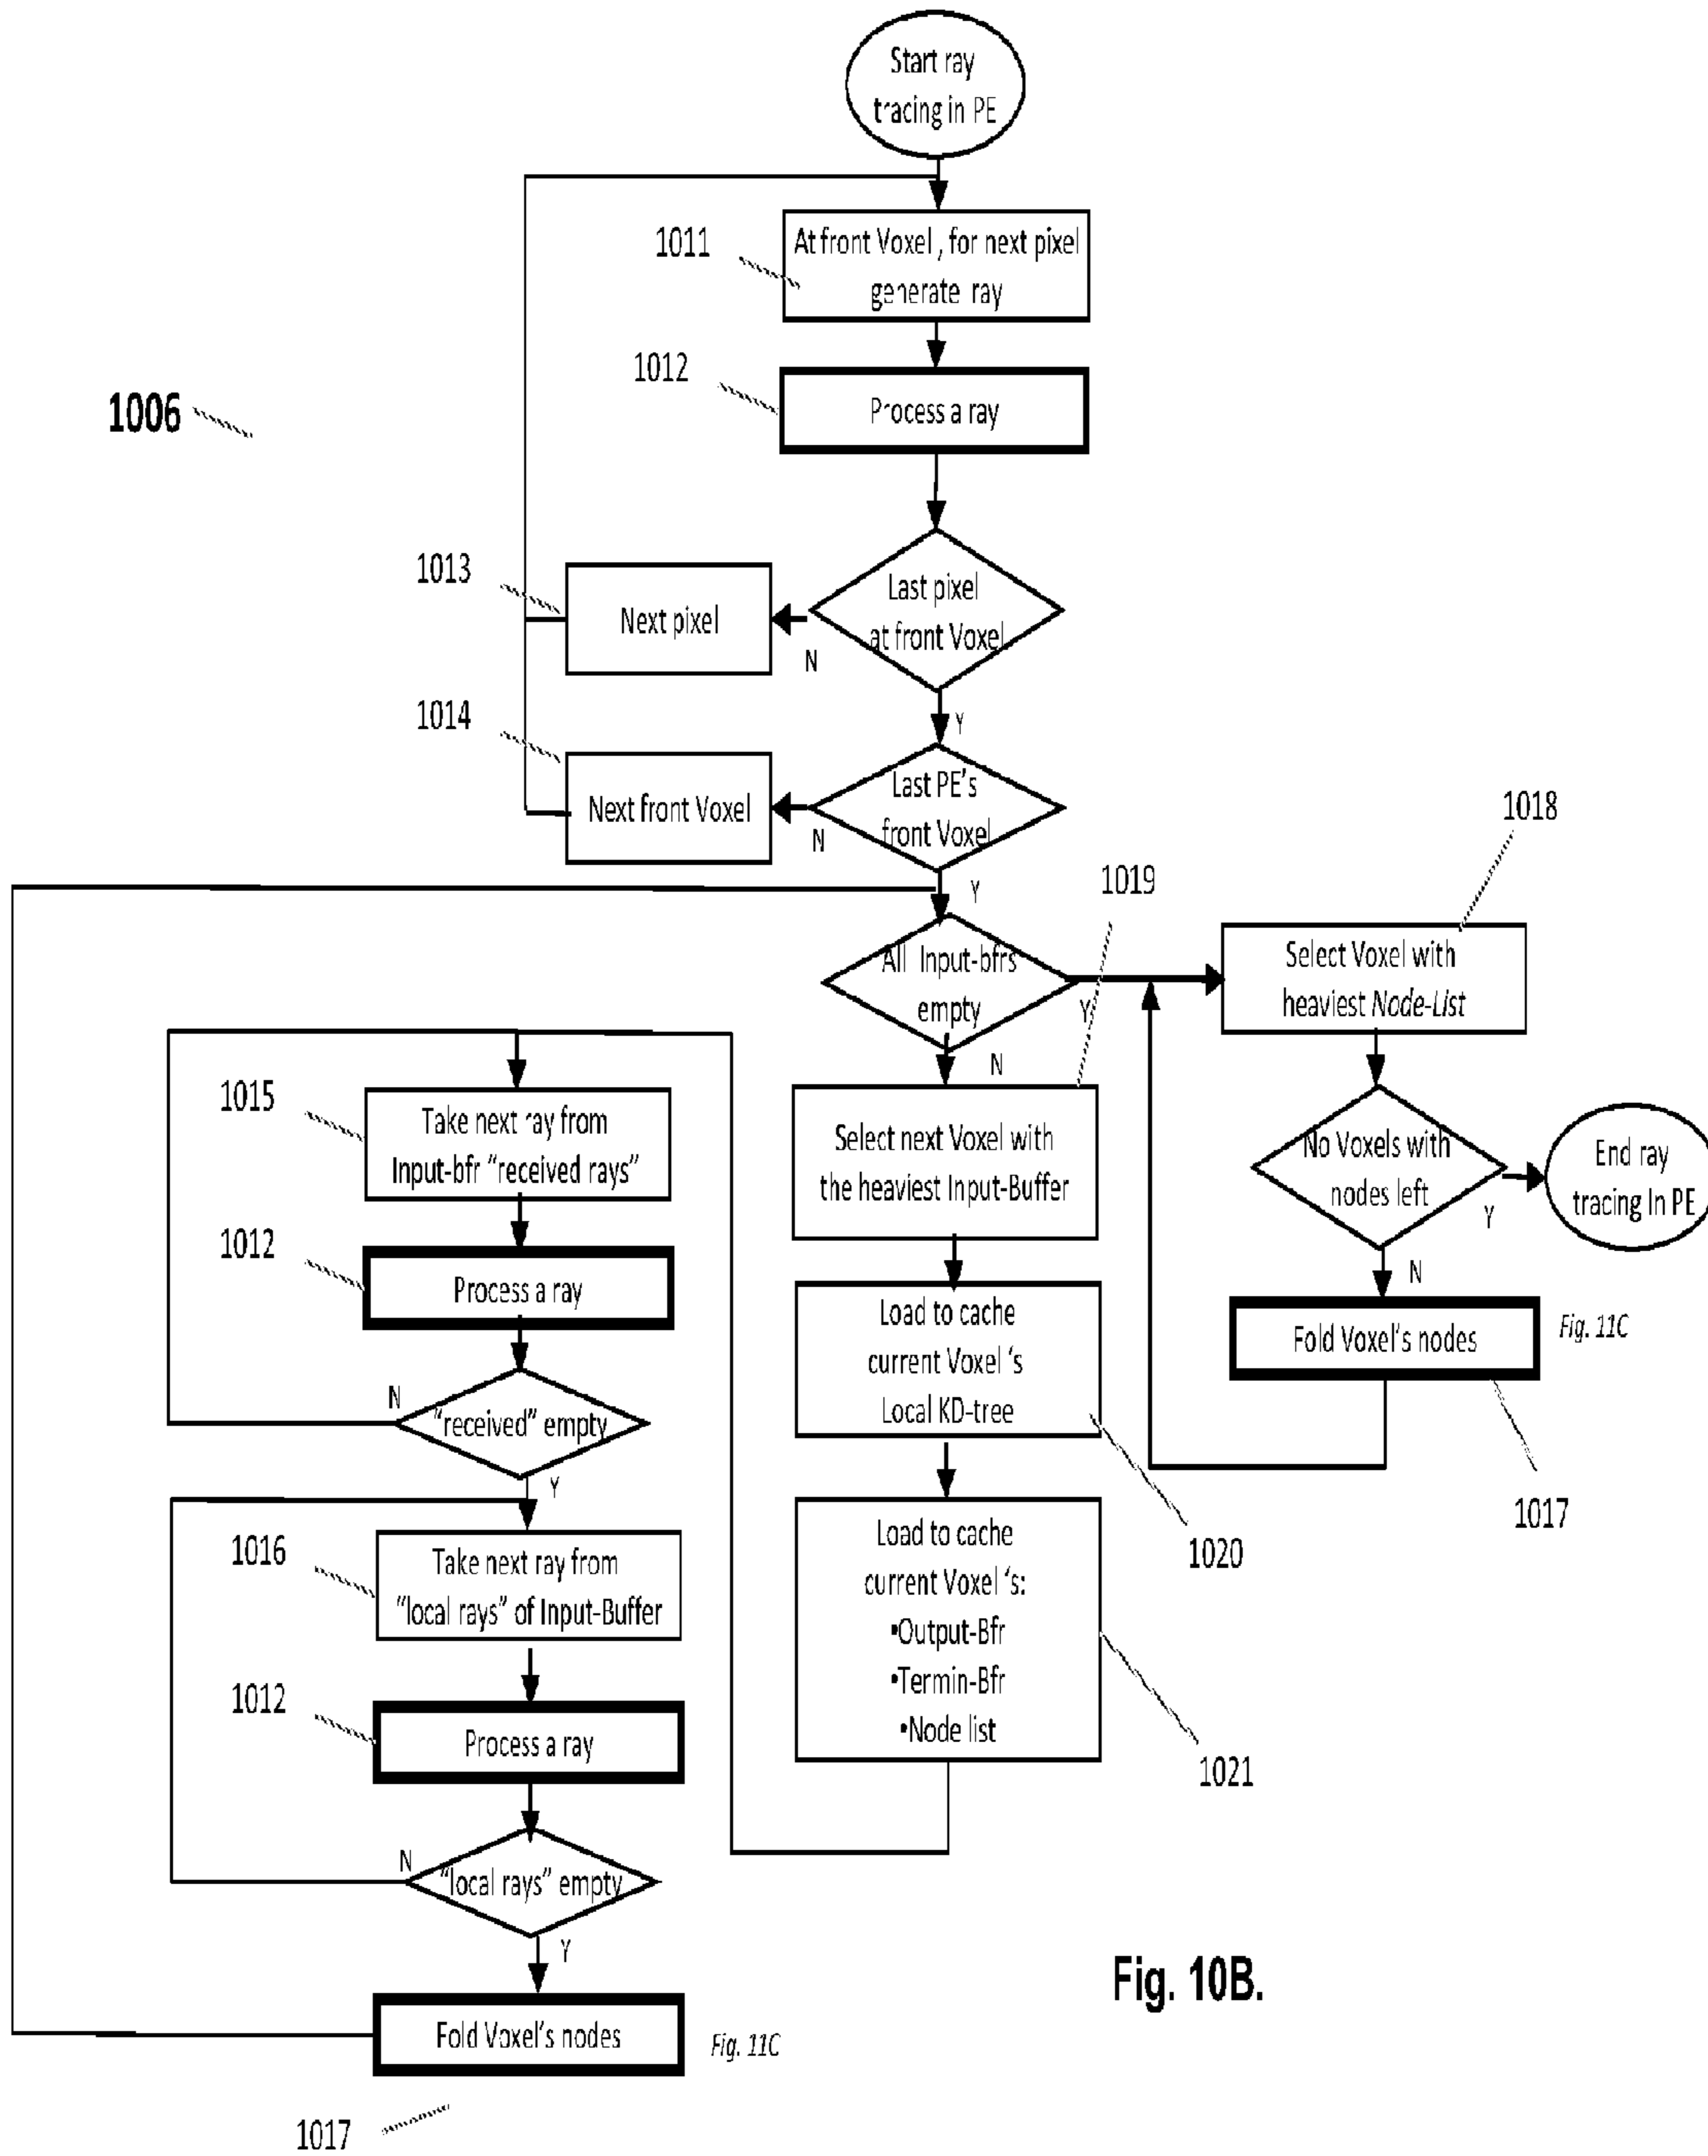 Start ray
tracing in PE
1011
At front Voxel , for next pixel
generate ray
1012
Process a ray
1006
1013
Next pixel
Last pixel
at front Voxel
N
Y
1014
Next front Voxel
Last PE's
front Voxel
N
Y
1019
1018
All Input-bfrs
empty
Y
N
Select Voxel with
heaviest Node-List
1015
Take next ray from
Input-bfr "received rays"
Select next Voxel with
the heaviest Input-Buffer
No Voxels with
nodes left
Y
N
End ray
tracing In PE
1012
Process a ray
Load to cache
current Voxel 's
Local KD-tree
Fold Voxel's nodes
Fig. 11C
N
"received" empty
Y
1020
1017
1016
Take next ray from
"local rays" of Input-Buffer
Load to cache
current Voxel 's:
•Output-Bfr
•Termin-Bfr
•Node list
1021
1012
Process a ray
N
"local rays" empty
Y
Fold Voxel's nodes
Fig. 11C
1017
Fig. 10B.